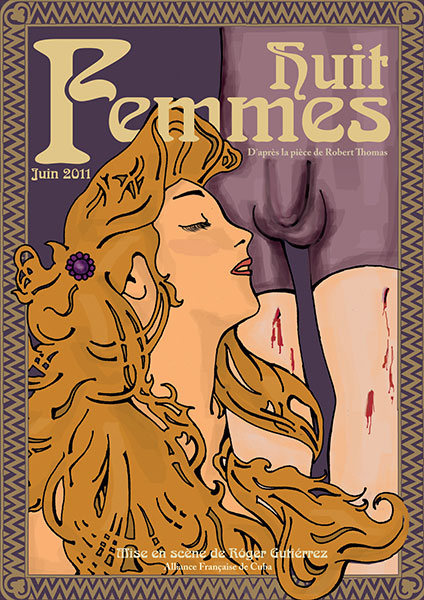 Huit
Femmes
D'après la pièce de Robert Thomas
Juin 2011
Mise en scène de Roger Gutiérrez
Alliance Française de Cuba